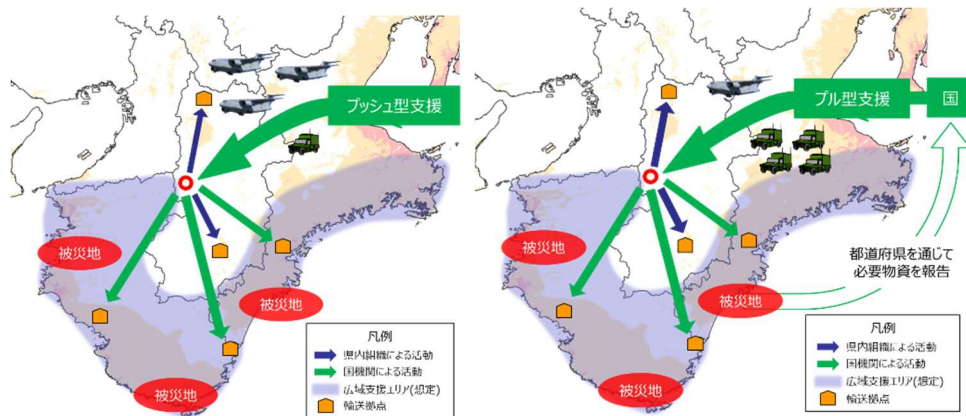 プッシュ型支援
被災地
被災地
被災地
凡例
県内組織による活動
国機関による活動
広域支援エリア(想定)
輸送拠点
プル型支援
国
都道府県を通じて
必要物資を報告
被災地
被災地
被災地
凡例
県内組織による活動
国機関による活動
広域支援エリア(想定)
輸送拠点